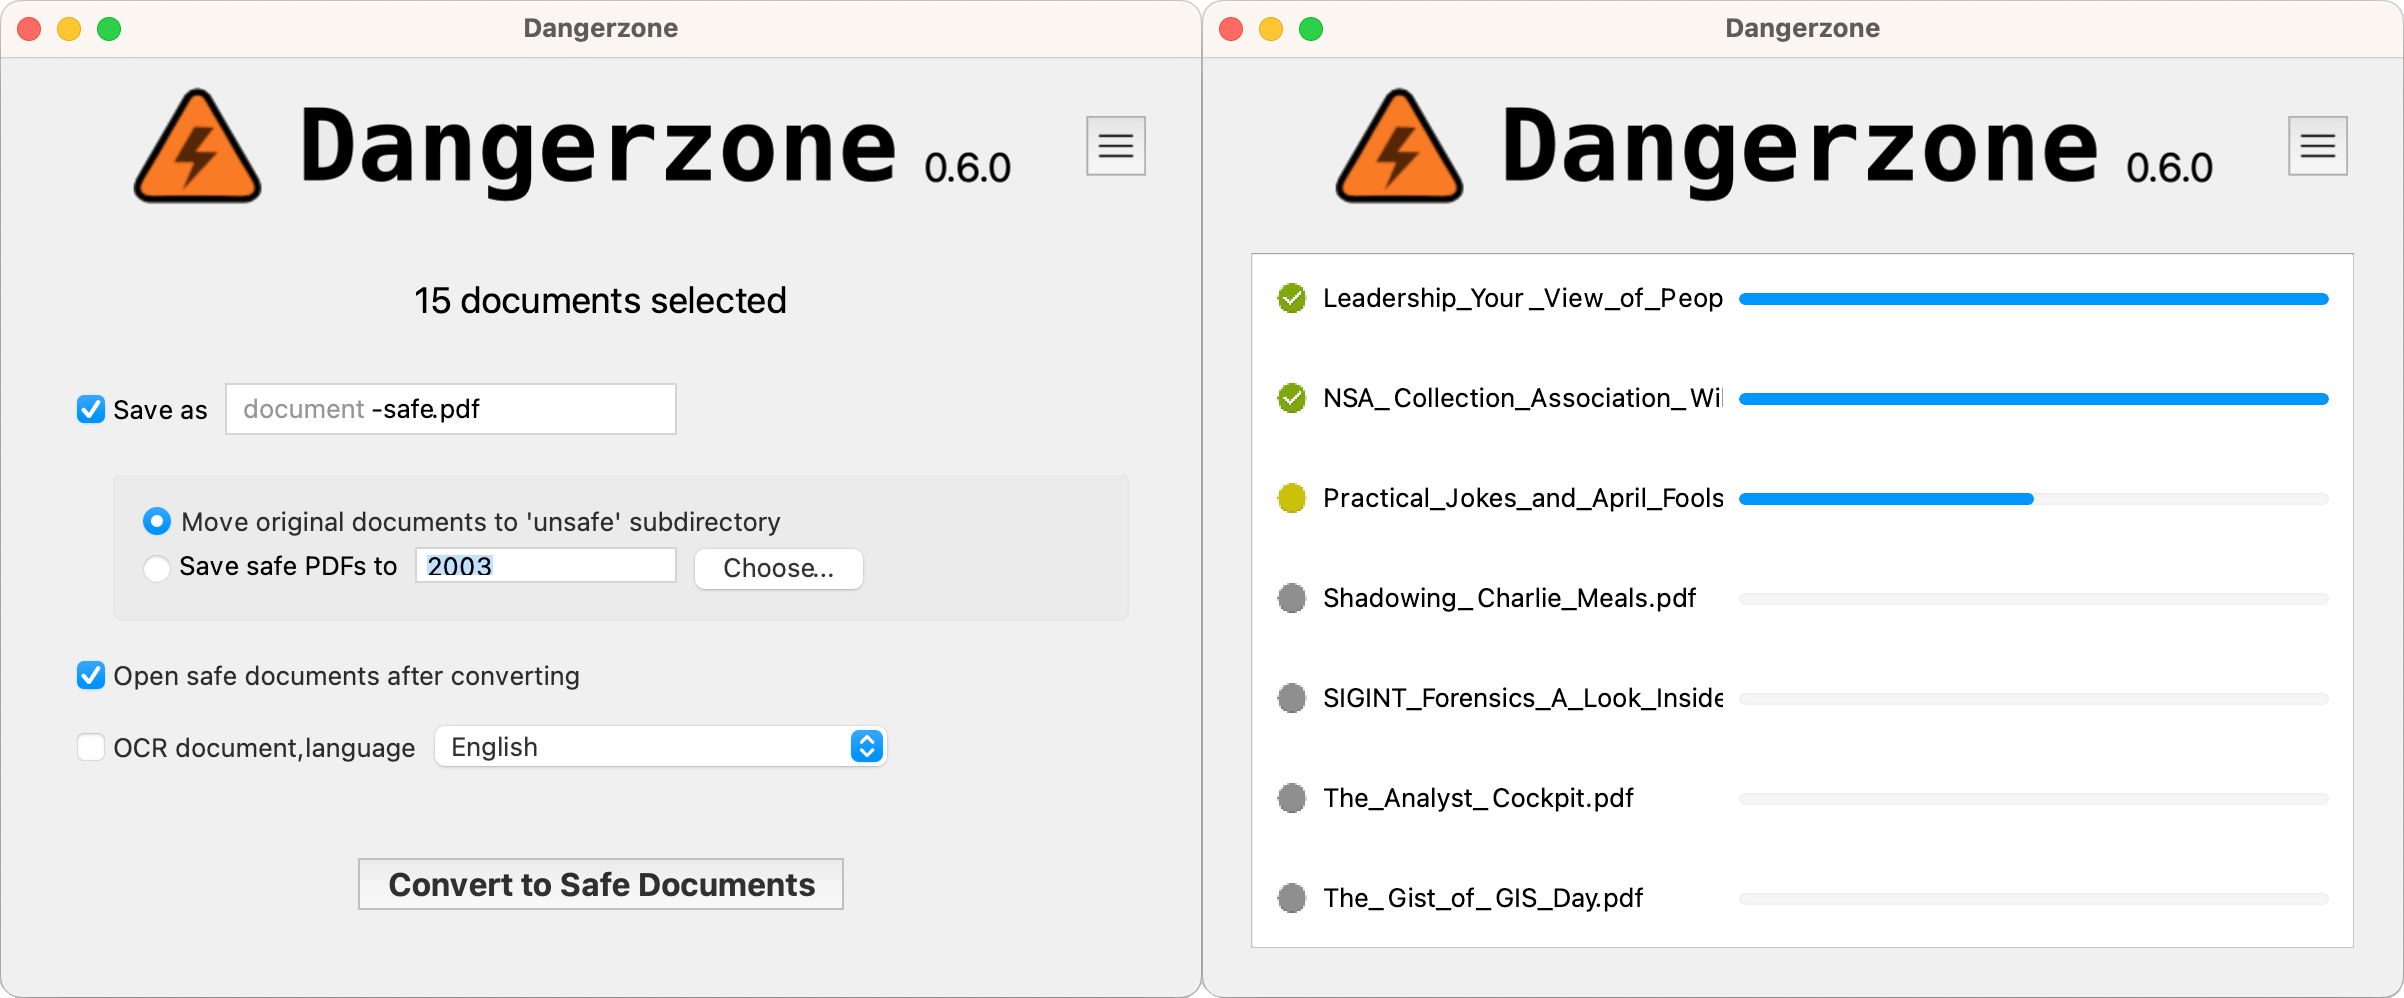 Dangerzone
Dangerzone 0.6.0
15 documents selected
Save as document -safe.pdf
Move original documents to 'unsafe' subdirectory
Save safe PDFs to 2003 Choose...
Open safe documents after converting
OCR document,language English
Convert to Safe Documents
Dangerzone
Dangerzone 0.6.0
Leadership_Your_View_of_Peop
NSA_Collection_Association_Wil
Practical_Jokes_and_April_Fools
Shadowing_Charlie_Meals.pdf
SIGINT_Forensics_A_Look_Inside
The_Analyst_Cockpit.pdf
The_Gist_of_GIS_Day.pdf